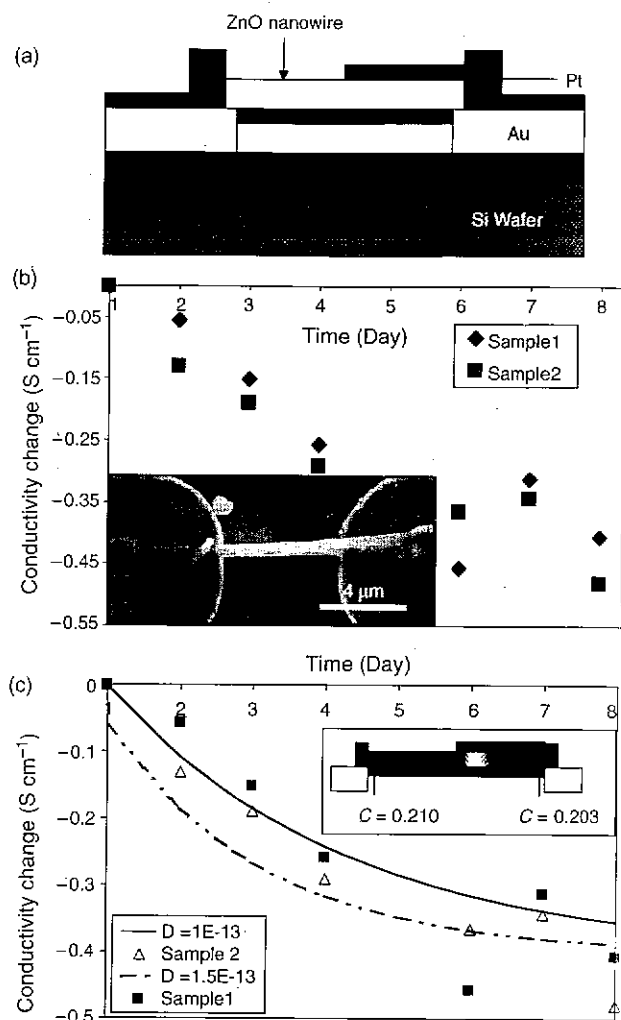 ZnO nanowire
(a)
Pt
Au
Si Wafer
(b)
1 2 3 4 5 6 7 8
Time (Day)
−0.05
−0.15
−0.25
−0.35
−0.45
−0.55
Conductivity change (S cm⁻¹)
Sample1
Sample2
4 μm
(c)
Time (Day)
0
1 2 3 4 5 6 7 8
−0.1
−0.2
−0.3
−0.4
−0.5
Conductivity change (S cm⁻¹)
C = 0.210 C = 0.203
D =1E-13
Sample 2
D =1.5E-13
Sample1